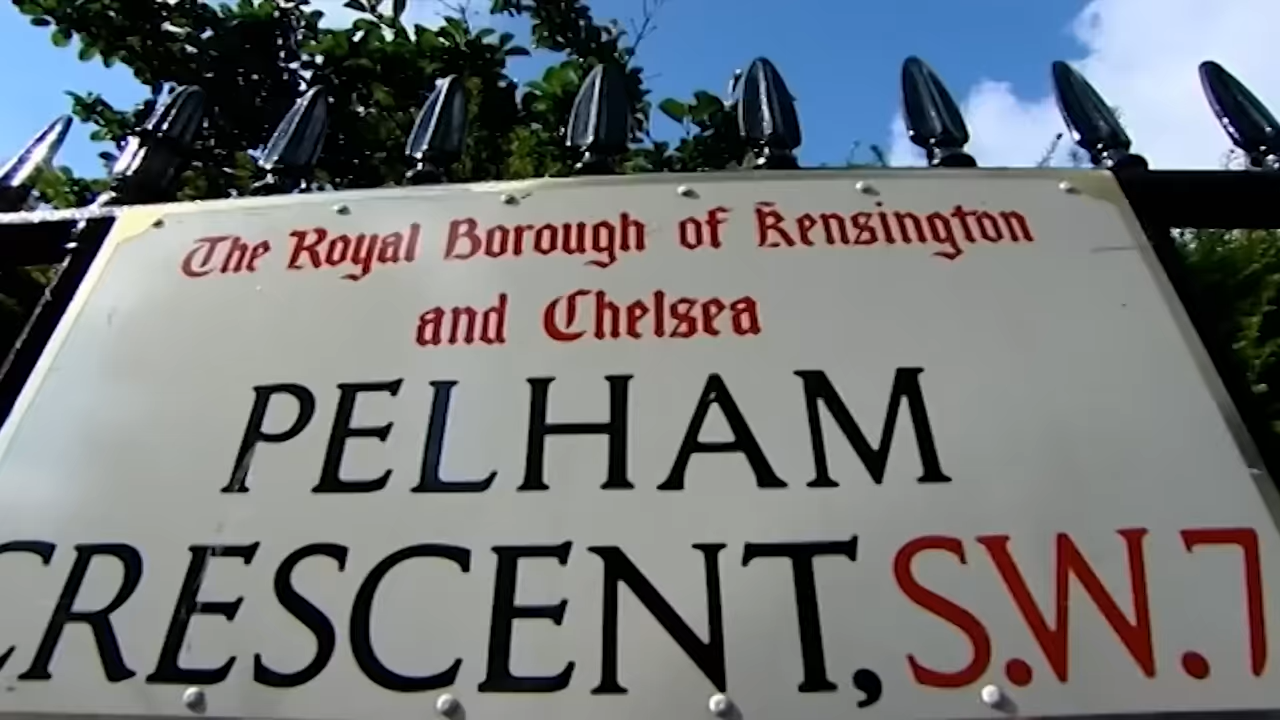 The Royal Borough of Kensington
and Chelsea
PELHAM
CRESCENT, S.W.7